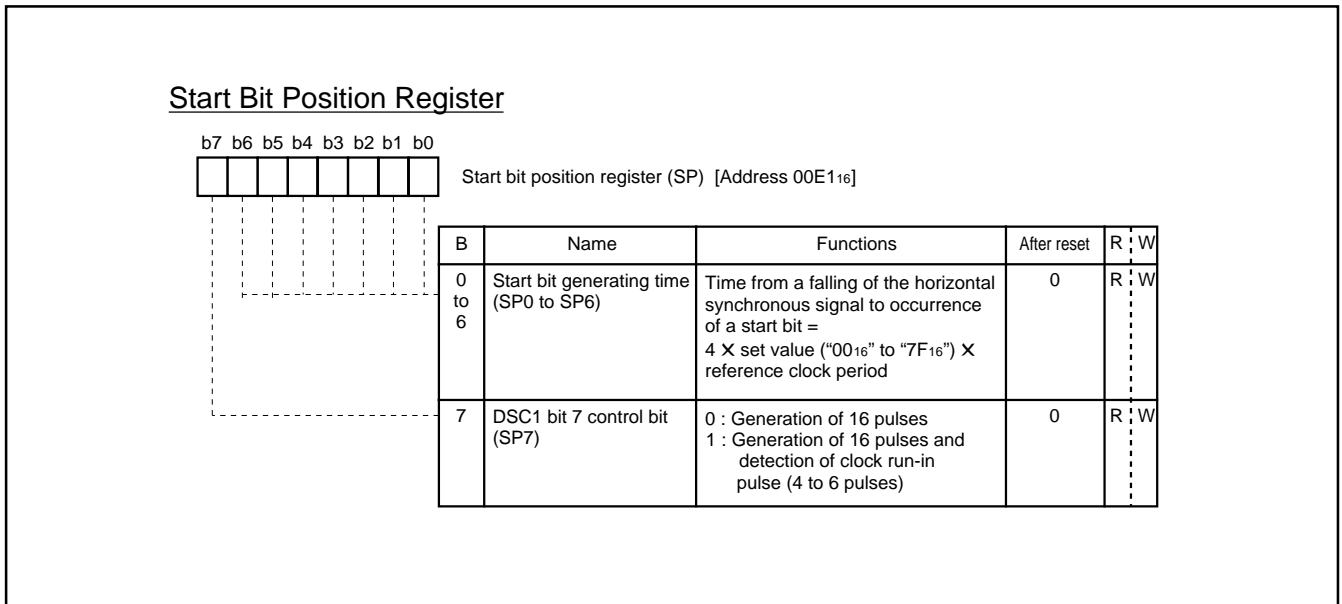 Start Bit Position Register
b7 b6 b5 b4 b3 b2 b1 b0
Start bit position register (SP) [Address 00E116]
B Name Functions After reset R W
0 to 6
Start bit generating time (SP0 to SP6)
Time from a falling of the horizontal
synchronous signal to occurrence
of a start bit =
4 X set value (“0016” to “7F16”) X
reference clock period
0 R W
7
DSC1 bit 7 control bit
(SP7)
0 : Generation of 16 pulses
1 : Generation of 16 pulses and
detection of clock run-in
pulse (4 to 6 pulses)
0 R W